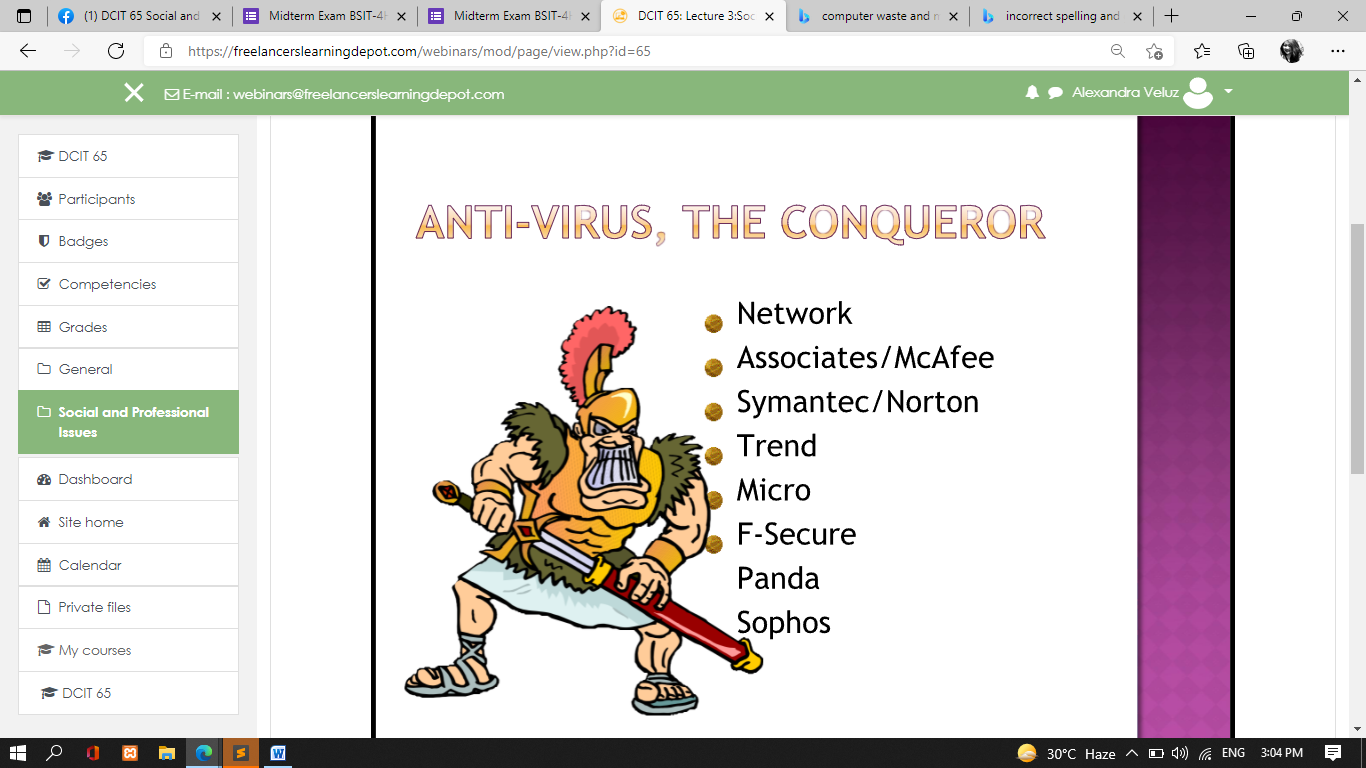 (1) DCIT 65 Social and
Midterm Exam BSIT-4
Midterm Exam BSIT-4
DCIT 65: Lecture 3:Soc
computer waste and
incorrect spelling and
https://freelancerslearningdepot.com/webinars/mod/page/view.php?id=65
E-mail : webinars@freelancerslearningdepot.com
Alexandra Veluz
DCIT 65
Participants
Badges
Competencies
Grades
General
Social and Professional
Issues
Dashboard
Site home
Calendar
Private files
My courses
DCIT 65
ANTI-VIRUS, THE CONQUEROR
Network
Associates/McAfee
Symantec/Norton
Trend
Micro
F-Secure
Panda
Sophos
30°C Haze
ENG
3:04 PM